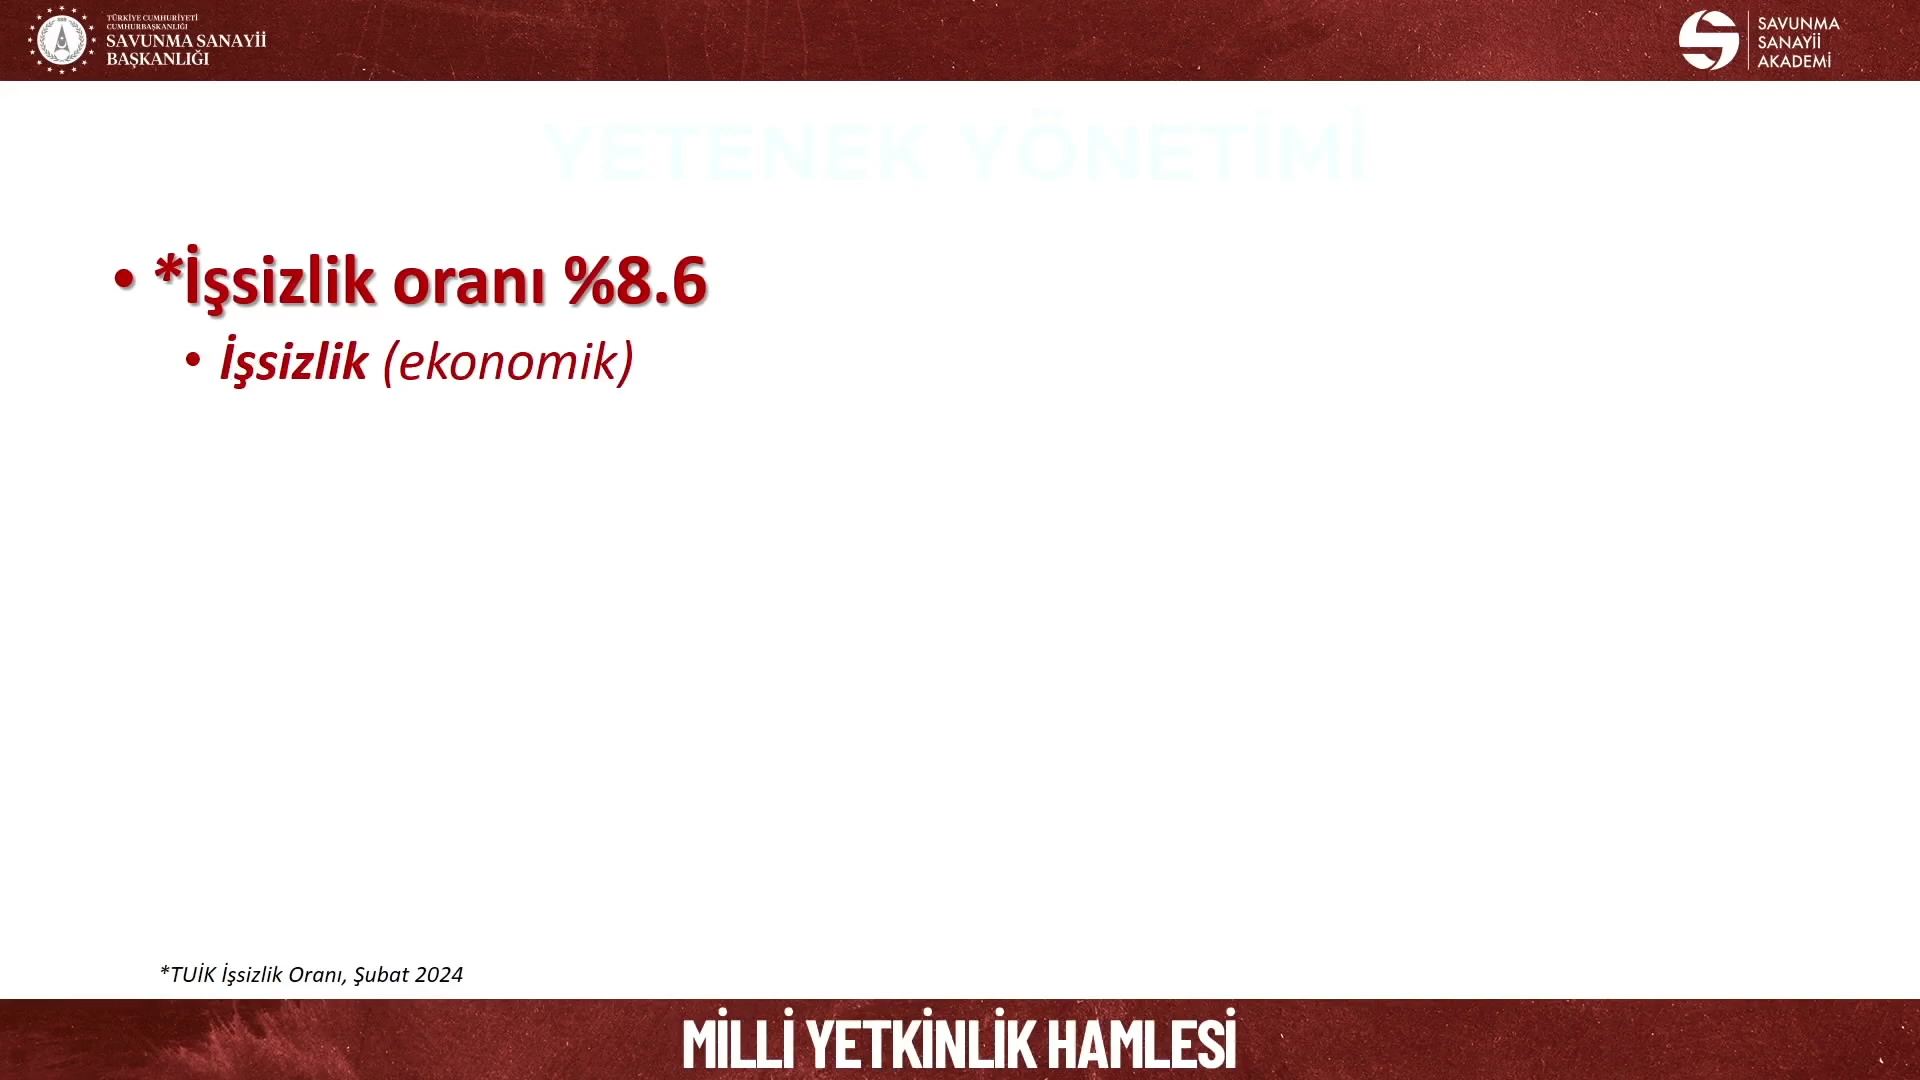 TÜRKİYE CUMHURİYETİ
CUMHURBAŞKANLIĞI
SAVUNMA SANAYİİ
BAŞKANLIĞI
SAVUNMA
SANAYİİ
AKADEMİ
YETENEK YÖNETİMİ
• *İşsizlik oranı %8.6
• İşsizlik (ekonomik)
*TUİK İşsizlik Oranı, Şubat 2024
MİLLİ YETKİNLİK HAMLESİ